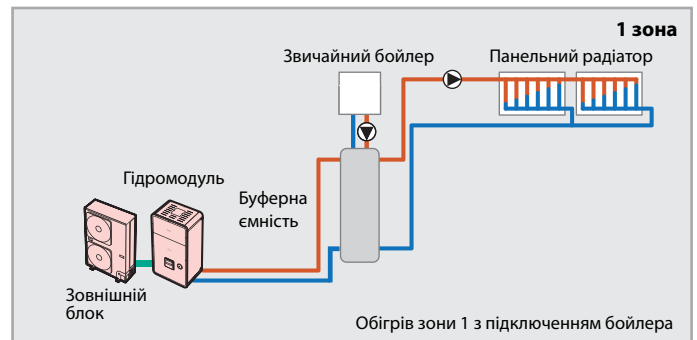 1 зона
Звичайний бойлер
Панельний радіатор
Гідромодуль
Буферна
ємність
Зовнішній
блок
Обігрів зони 1 з підключенням бойлера